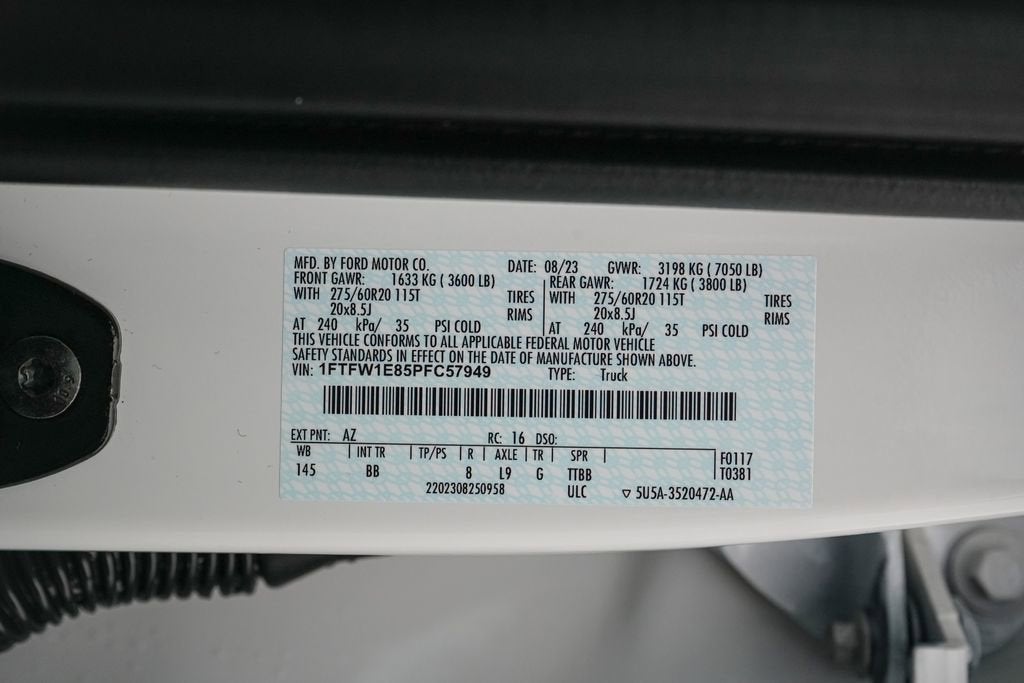 MFD. BY FORD MOTOR CO. DATE: 08/23 GVWR: 3198 KG ( 7050 LB)
FRONT GAWR: 1633 KG ( 3600 LB) REAR GAWR: 1724 KG ( 3800 LB)
WITH 275/60R20 115T TIRES WITH 275/60R20 115T TIRES
20x8.5J RIMS 20x8.5J RIMS
AT 240 kPa/ 35 PSI COLD AT 240 kPa/ 35 PSI COLD
THIS VEHICLE CONFORMS TO ALL APPLICABLE FEDERAL MOTOR VEHICLE
SAFETY STANDARDS IN EFFECT ON THE DATE OF MANUFACTURE SHOWN ABOVE.
VIN: 1FTFW1E85PFC57949 TYPE: Truck
EXT PNT: AZ RC: 16 DSO:
WB INT TR TP/PS R AXLE TR SPR F0117
145 BB 8 L9 G TTBB T0381
2202308250958 ULC ▽ 5U5A-3520472-AA